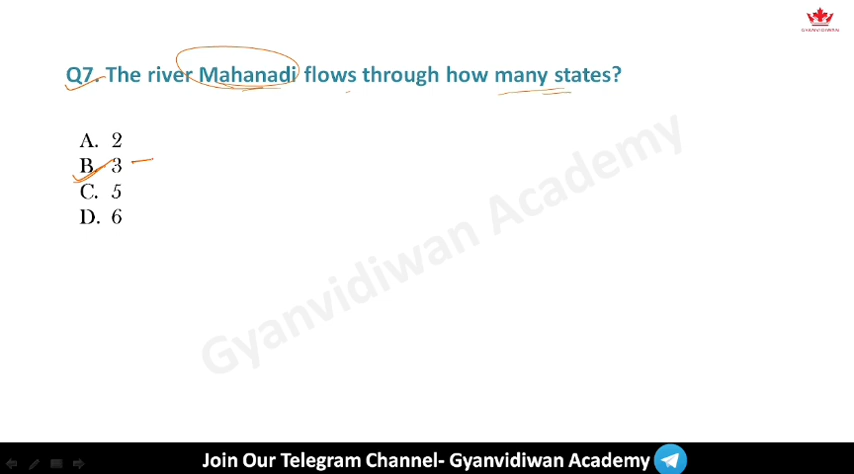 GYANVIDIWAN
Q7. The river Mahanadi flows through how many states?
A. 2
B. 3
C. 5
D. 6
Gyanvidiwan Academy
Join Our Telegram Channel- Gyanvidiwan Academy